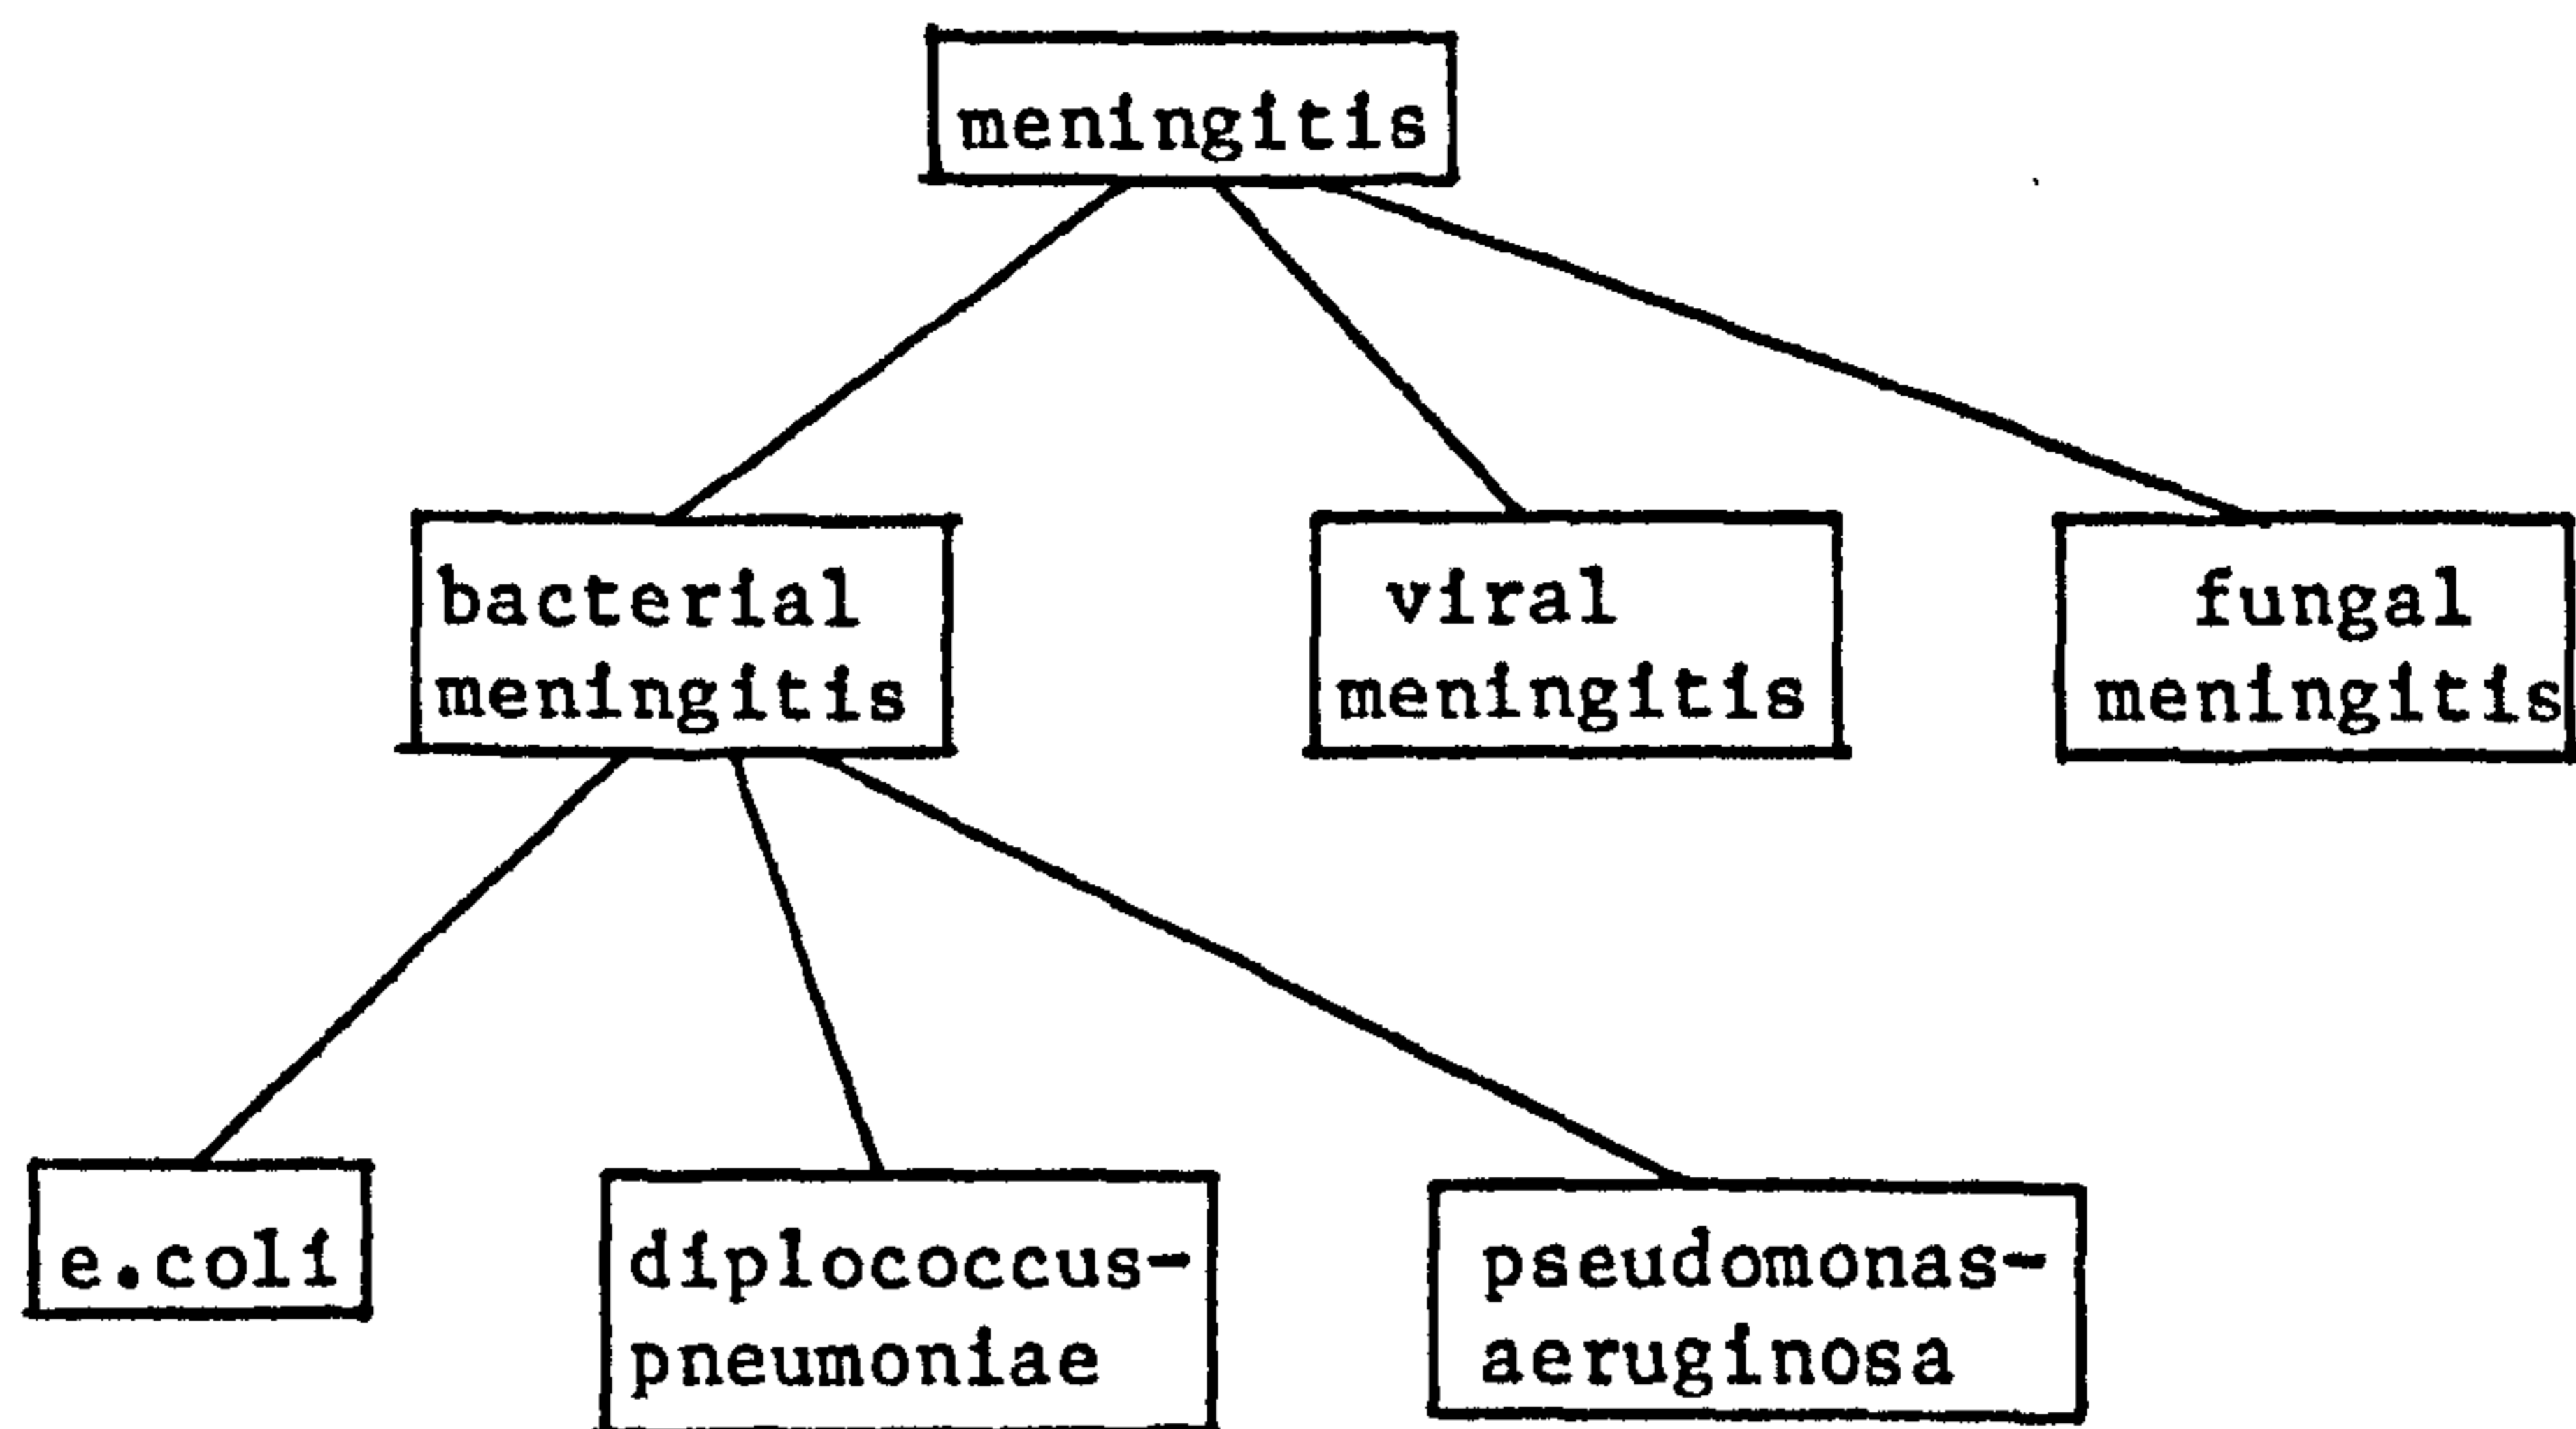 meningitis
bacterial
meningitis
viral
meningitis
fungal
meningitis
e.coli
diplococcus-
pneumoniae
pseudomonas-
aeruginosa